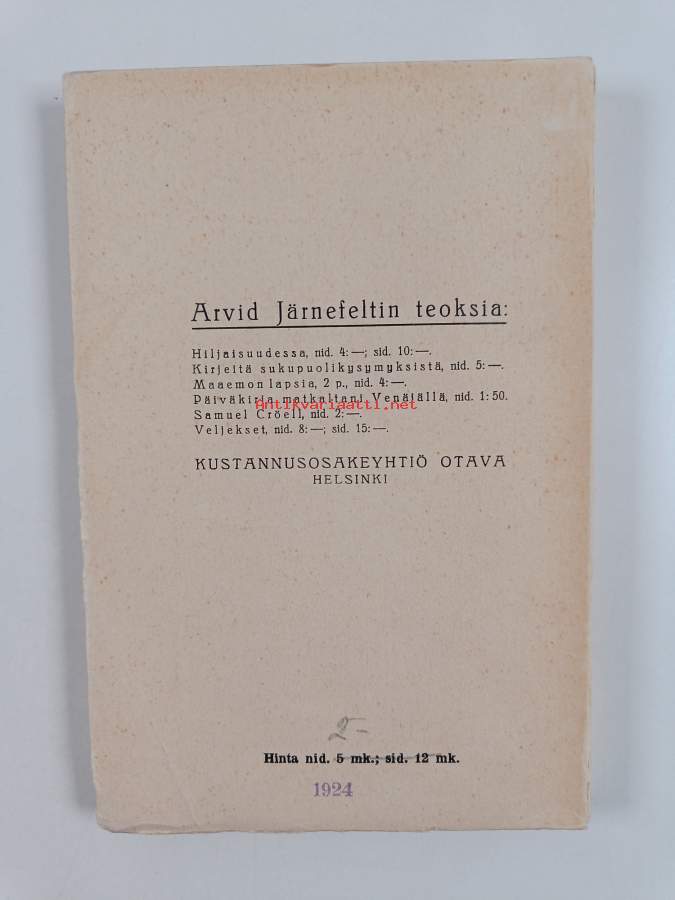 Arvid Järnefeltin teoksia:
Hiljaisuudessa, nid. 4:—; sid. 10:—.
Kirjeitä sukupuolikysymyksistä, nid. 5:—.
Maaemon lapsia, 2 p., nid. 4:—.
Päiväkirja matkaltani Venäjällä, nid. 1:50.
Antikvariaatti.net
Samuel Cröell, nid. 2:—.
Veljekset, nid. 8:—; sid. 15:—.
KUSTANNUSOSAKEYHTIÖ OTAVA
HELSINKI
2—
Hinta nid. 5 mk.; sid. 12 mk.
1924